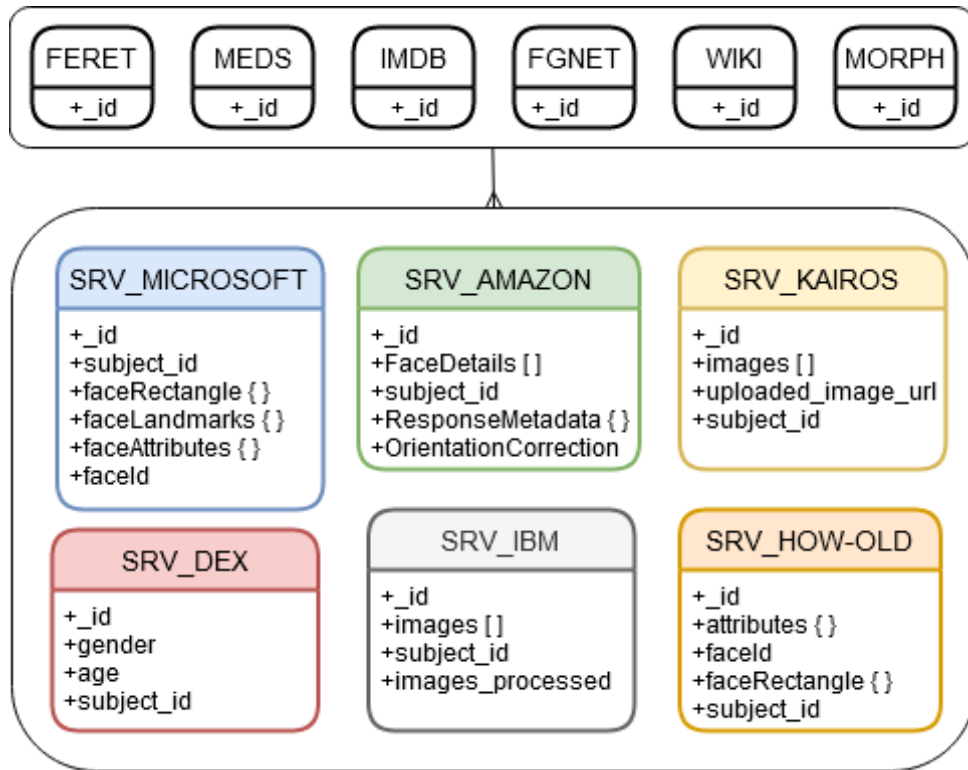 FERET
+_id
MEDS
+_id
IMDB
+_id
FGNET
+_id
WIKI
+_id
MORPH
+_id
SRV_MICROSOFT
+_id
+subject_id
+faceRectangle { }
+faceLandmarks { }
+faceAttributes { }
+faceId
SRV_AMAZON
+_id
+FaceDetails [ ]
+subject_id
+ResponseMetadata { }
+OrientationCorrection
SRV_KAIROS
+_id
+images [ ]
+uploaded_image_url
+subject_id
SRV_DEX
+_id
+gender
+age
+subject_id
SRV_IBM
+_id
+images [ ]
+subject_id
+images_processed
SRV_HOW-OLD
+_id
+attributes { }
+faceId
+faceRectangle { }
+subject_id